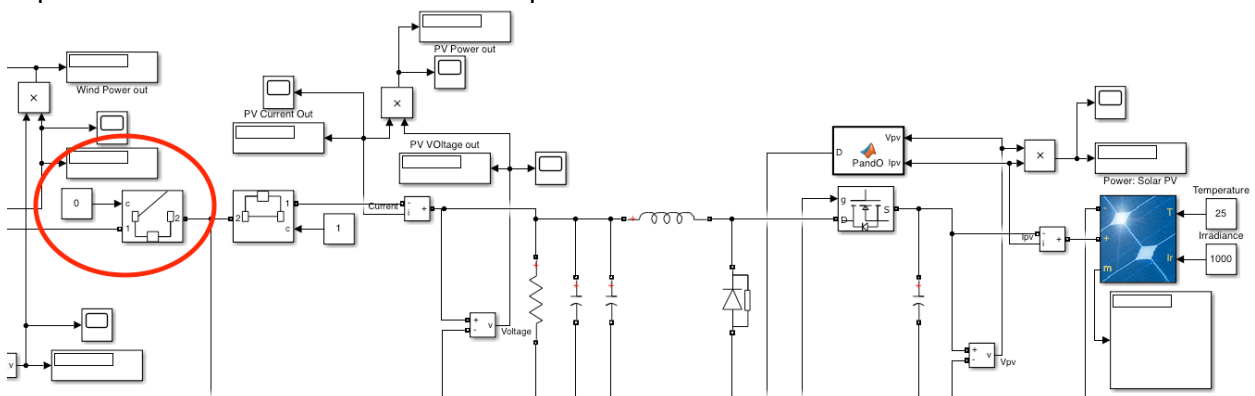 PV Power out
Wind Power out
×
×
PV Current Out
PV VOltage out
Vpv
Ipv
D
PandO
×
Power: Solar PV
Temperature
25
Irradiance
1000
T
Ir
+
m
0
c
1
2
2
1
c
1
Current
-
i
+
g
D
S
Ipv
-
i
+
+
-
v
Voltage
+
-
v
Vpv
v